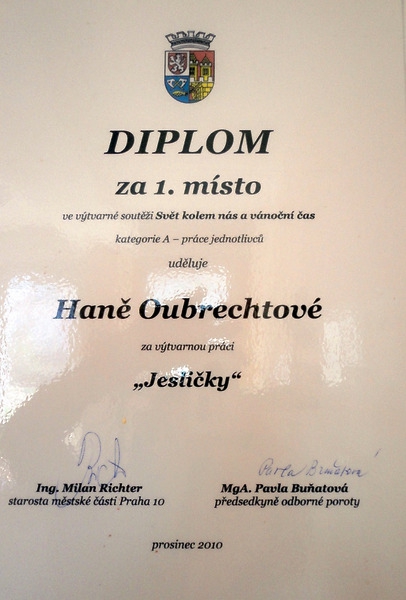 DIPLOM
za 1. místo
ve výtvarné soutěži Svět kolem nás a vánoční čas
kategorie A – práce jednotlivců
uděluje
Haně Oubrechtové
za výtvarnou práci
„Jesličky“
Pavla Buňatová
Ing. Milan Richter
starosta městské části Praha 10
MgA. Pavla Buňatová
předsedkyně odborné poroty
prosinec 2010